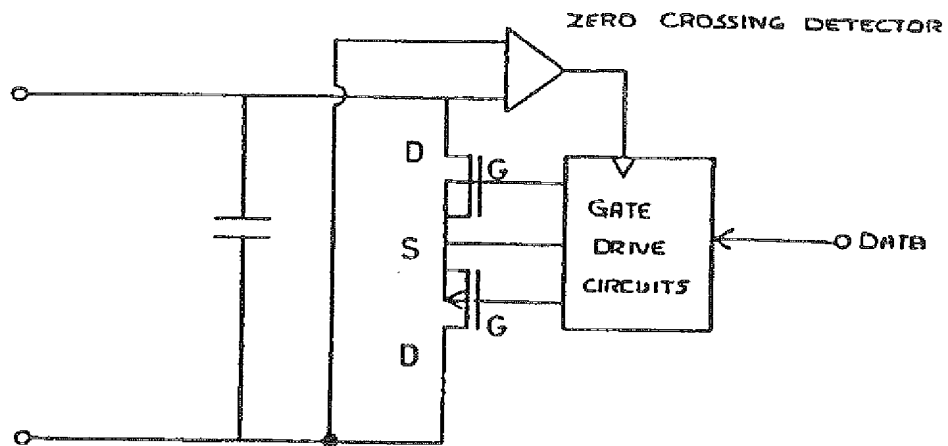 ZERO CROSSING DETECTOR
D
G
GATE
DRIVE
CIRCUITS
DATA
S
G
D